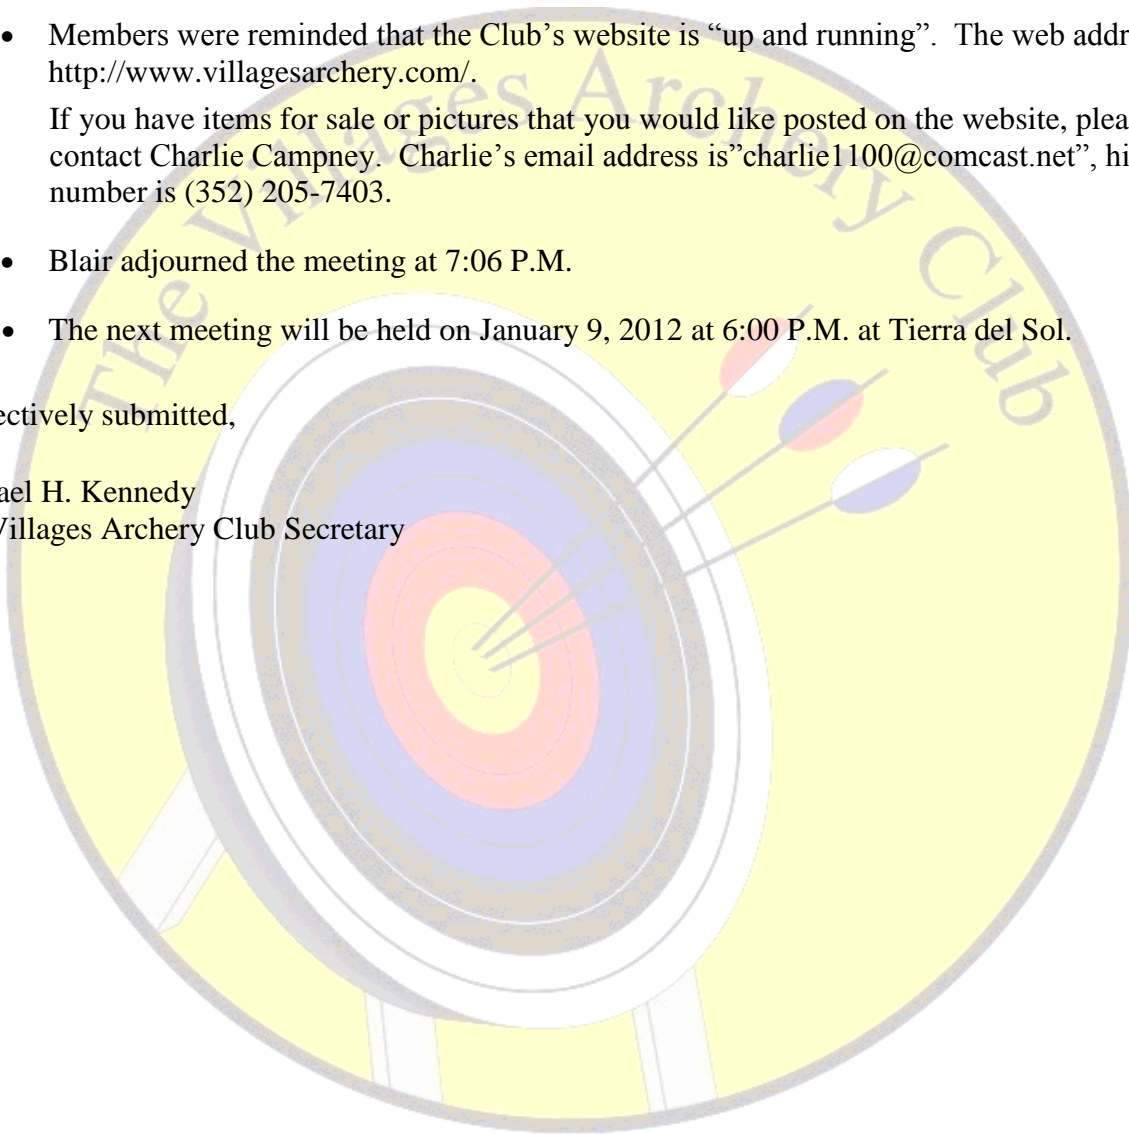 • Members were reminded that the Club’s website is “up and running”. The web addr
http://www.villagesarchery.com/.
If you have items for sale or pictures that you would like posted on the website, plea
contact Charlie Campney. Charlie’s email address is”charlie1100@comcast.net”, hi
number is (352) 205-7403.
• Blair adjourned the meeting at 7:06 P.M.
• The next meeting will be held on January 9, 2012 at 6:00 P.M. at Tierra del Sol.
ectively submitted,
ael H. Kennedy
Villages Archery Club Secretary
The Villages Archery Club